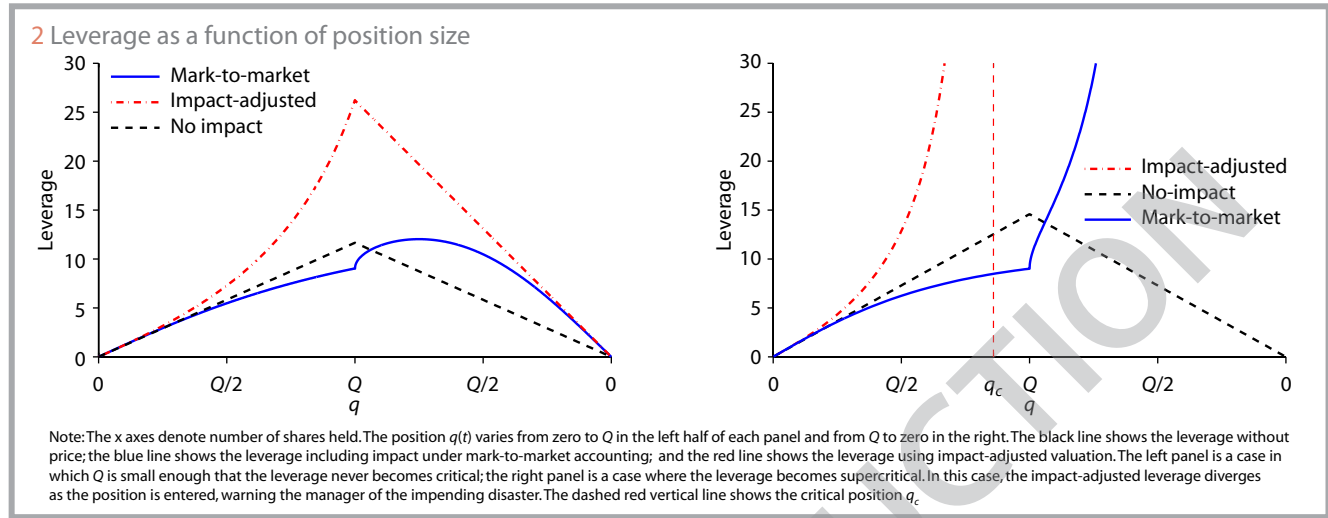 2 Leverage as a function of position size
30
25
20
15
10
5
0
Leverage
Mark-to-market
Impact-adjusted
No impact
0 Q/2 Q Q/2 0
q
30
25
20
15
10
5
0
Leverage
Impact-adjusted
No-impact
Mark-to-market
0 Q/2 qc Q Q/2 0
q
Note: The x axes denote number of shares held. The position q(t) varies from zero to Q in the left half of each panel and from Q to zero in the right. The black line shows the leverage without
price; the blue line shows the leverage including impact under mark-to-market accounting; and the red line shows the leverage using impact-adjusted valuation. The left panel is a case in
which Q is small enough that the leverage never becomes critical; the right panel is a case where the leverage becomes supercritical. In this case, the impact-adjusted leverage diverges
as the position is entered, warning the manager of the impending disaster. The dashed red vertical line shows the critical position qc
UCTION